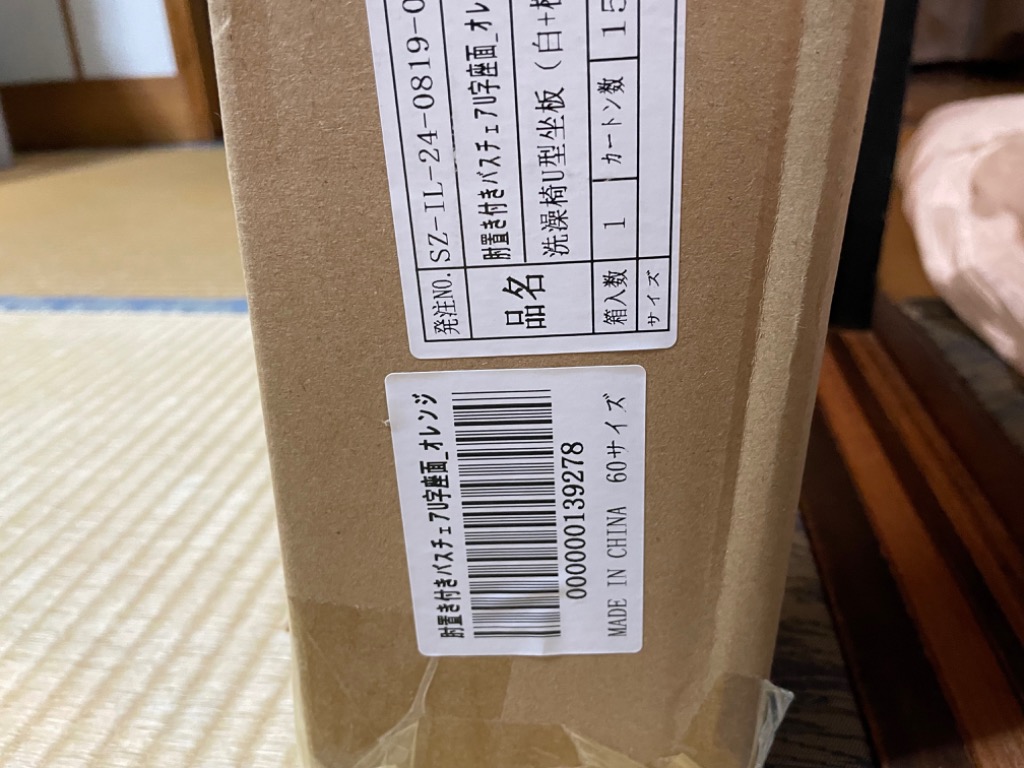 発注NO. SZ-IL-24-0819-0
品名 肘置き付きバスチェアU字座面_オレ
洗澡椅U型坐板（白+
箱入数 1 カートン数 15
サイズ
肘置き付きバスチェアU字座面_オレンジ
0000000139278
MADE IN CHINA 60サイズ